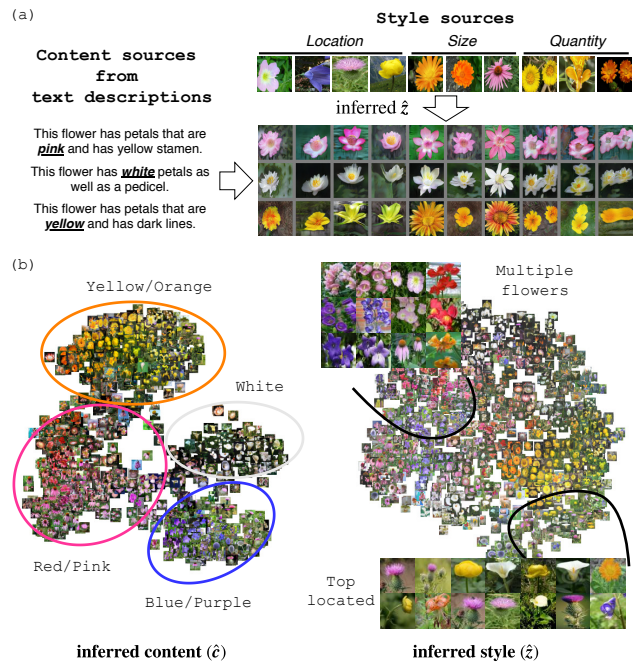 (a)
Style sources
Location Size Quantity
Content sources
from
text descriptions
inferred ẑ
This flower has petals that are
pink and has yellow stamen.
This flower has white petals as
well as a pedicel.
This flower has petals that are
yellow and has dark lines.
(b)
Yellow/Orange
White
Red/Pink
Blue/Purple
inferred content (ĉ)
Multiple
flowers
Top
located
inferred style (ẑ)